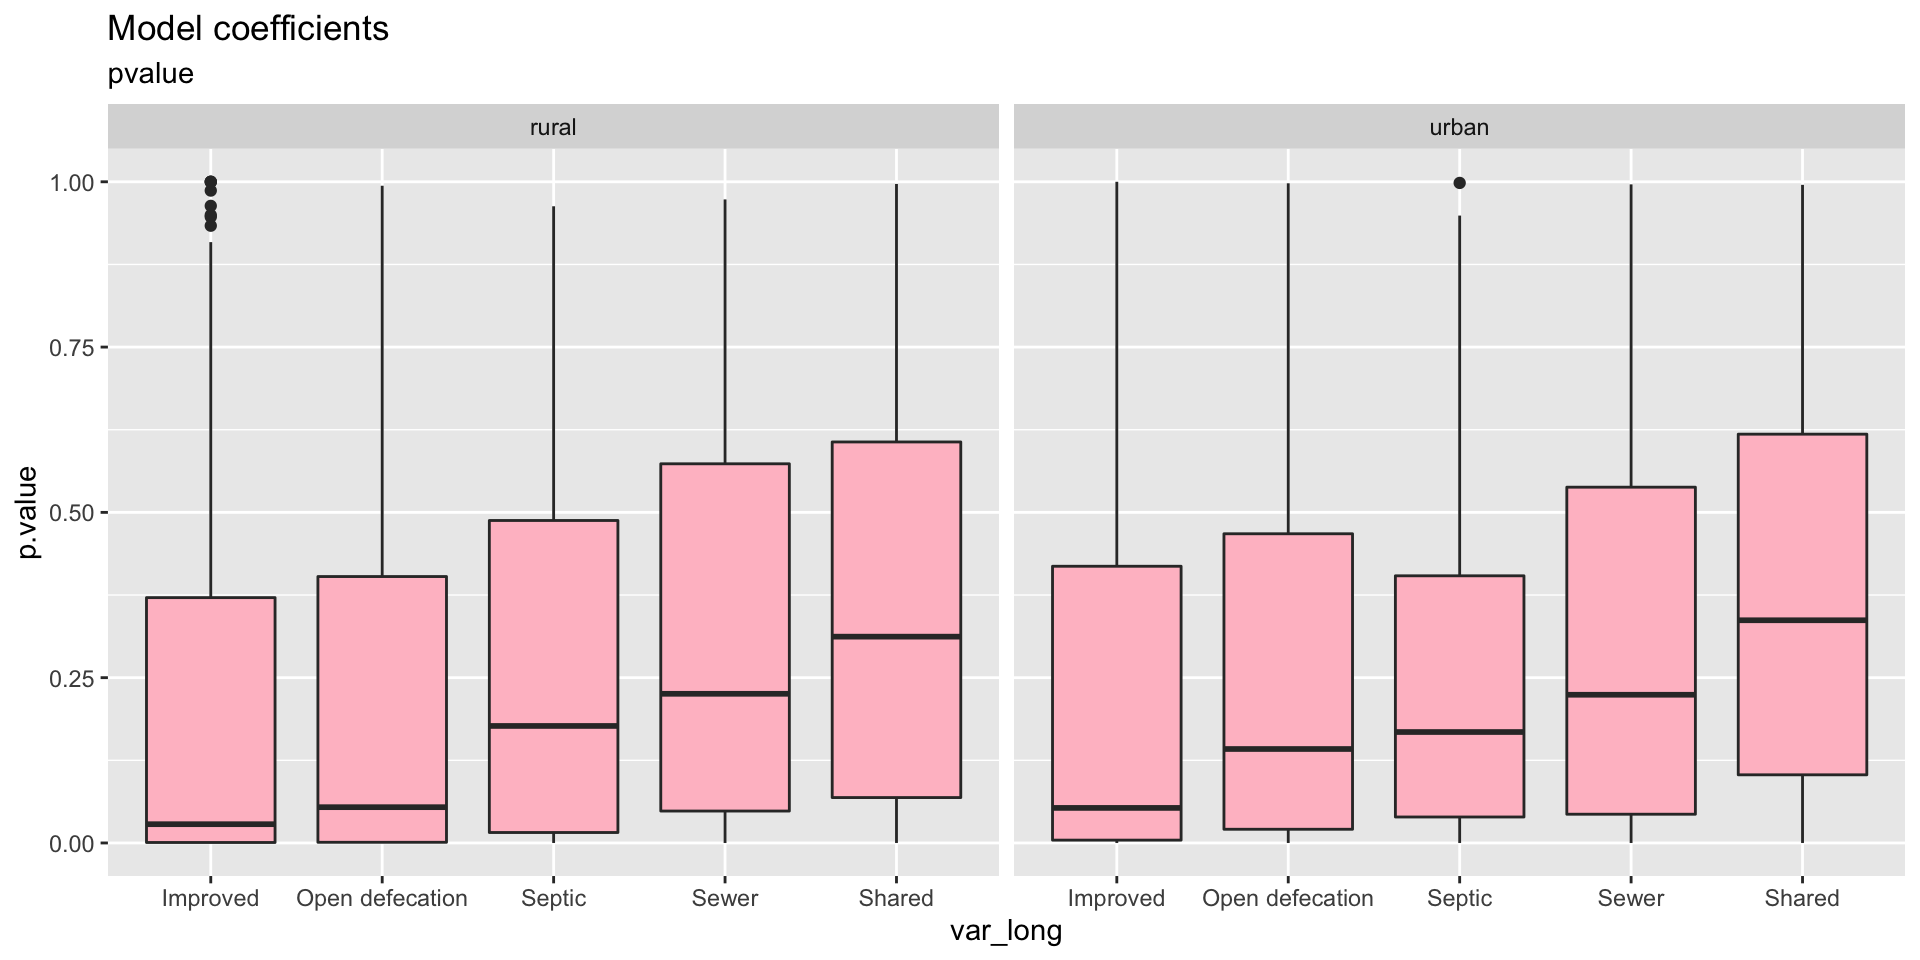 Model coefficients
pvalue
rural
urban
1.00
0.75
0.50
0.25
0.00
p.value
Improved
Open defecation
Septic
Sewer
Shared
Improved
Open defecation
Septic
Sewer
Shared
var_long